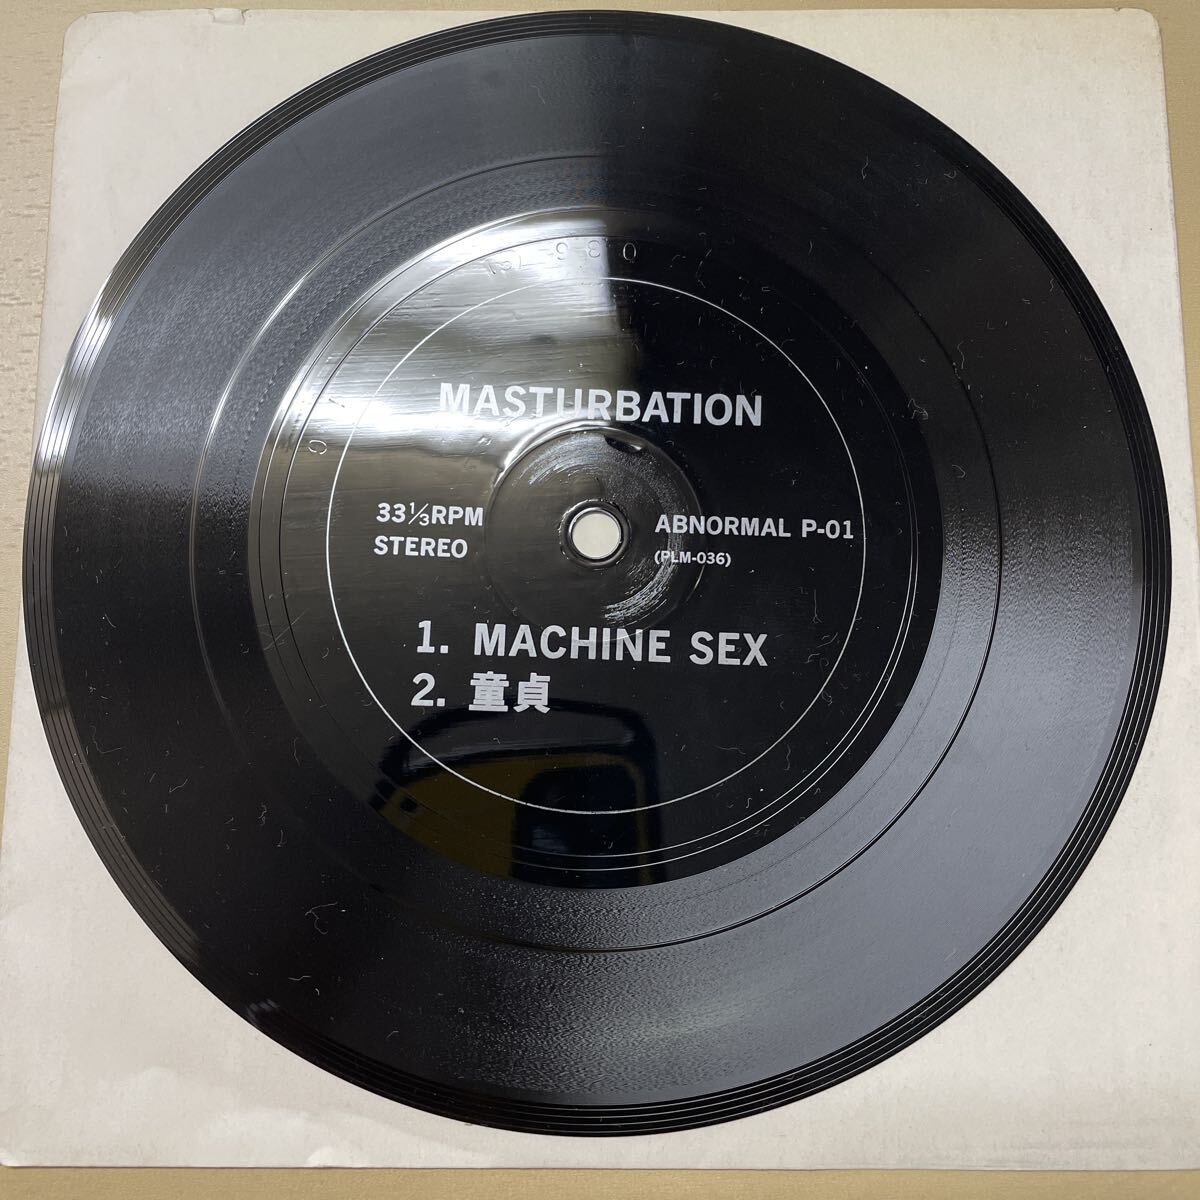 MASTURBATION
33⅓RPM
STEREO
ABNORMAL P-01
(PLM-036)
1. MACHINE SEX
2. 童貞